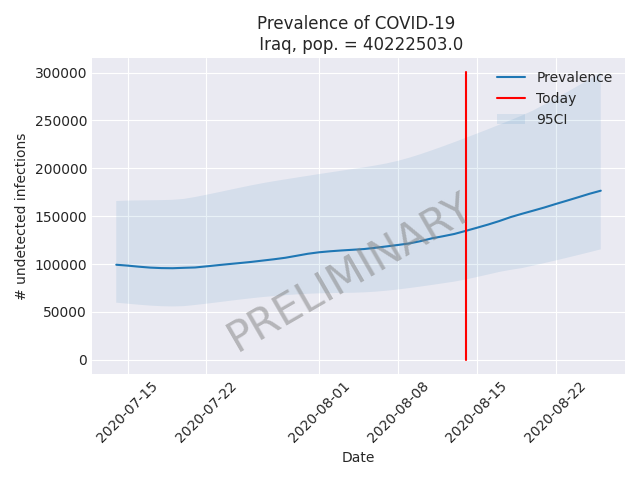 Prevalence of COVID-19
Iraq, pop. = 40222503.0
300000
250000
200000
150000
100000
50000
0
# undetected infections
Prevalence
Today
95CI
PRELIMINARY
2020-07-15
2020-07-22
2020-08-01
2020-08-08
2020-08-15
2020-08-22
Date